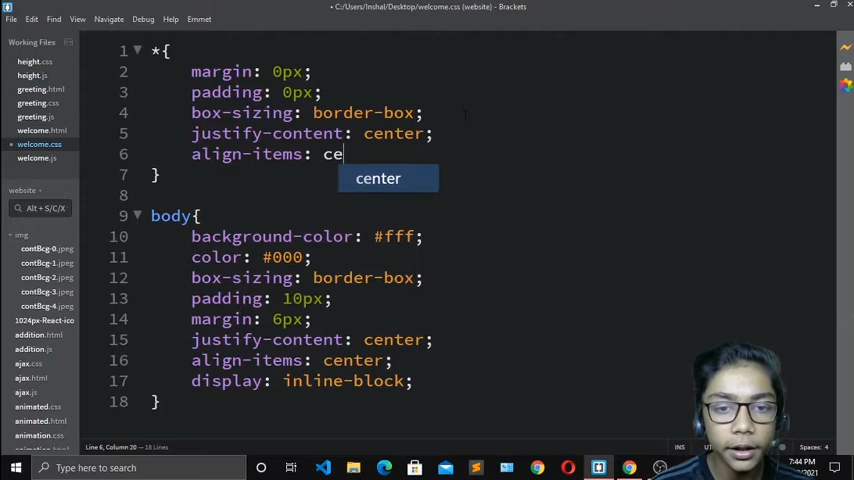 • C:/Users/Inshal/Desktop/welcome.css (website) - Brackets
File Edit Find View Navigate Debug Help Emmet
Working Files
height.css
height.js
greeting.html
greeting.css
greeting.js
welcome.html
welcome.css
welcome.js
website
Alt + S/C/X
img
contBcg-0.jpeg
contBcg-1.jpeg
contBcg-2.jpeg
contBcg-3.jpeg
contBcg-4.jpeg
1024px-React-ico
addition.html
addition.js
ajax.css
ajax.html
ajax.js
animated.css
animated.html
animation.css
1 *{
2 margin: 0px;
3 padding: 0px;
4 box-sizing: border-box;
5 justify-content: center;
6 align-items: ce
center
7 }
8
9 body{
10 background-color: #fff;
11 color: #000;
12 box-sizing: border-box;
13 padding: 10px;
14 margin: 6px;
15 justify-content: center;
16 align-items: center;
17 display: inline-block;
18 }
Line 6, Column 20 — 18 Lines
INS Spaces: 4
Type here to search
7:44 PM